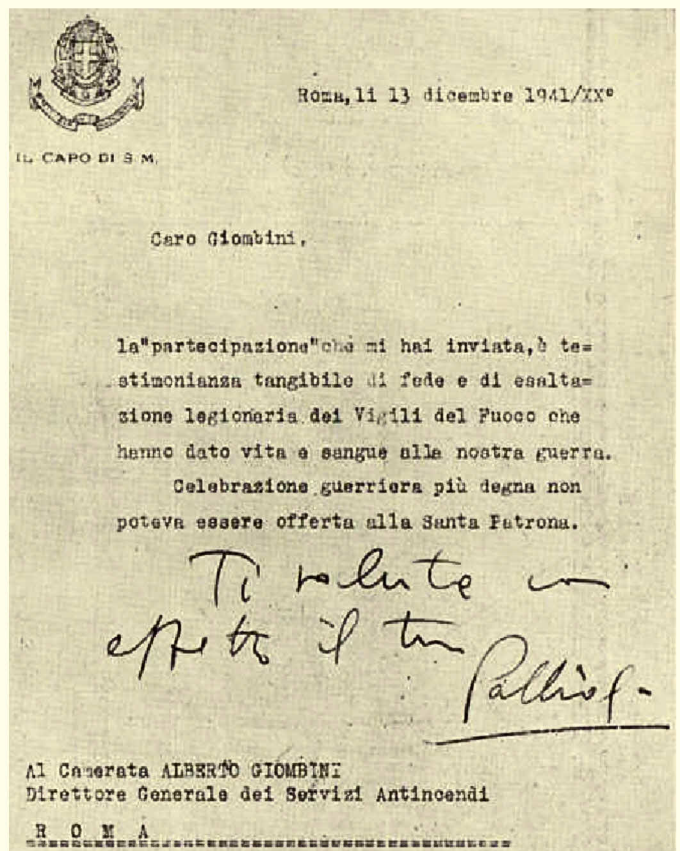 Roma, li 13 dicembre 1941/XX°
IL CAPO DI S.M.
Caro Giombini,
la"partecipazione"che mi hai inviata,è te=
stimonianza tangibile di fede e di esalta=
zione legionaria dei Vigili del Fuoco che
hanno dato vita e sangue alla nostra guerra.
Celebrazione guerriera più degna non
poteva essere offerta alla Santa Patrona.
Ti saluta con
affetto il tuo
Al Camerata ALBERTO GIOMBINI
Direttore Generale dei Servizi Antincendi
R O M A